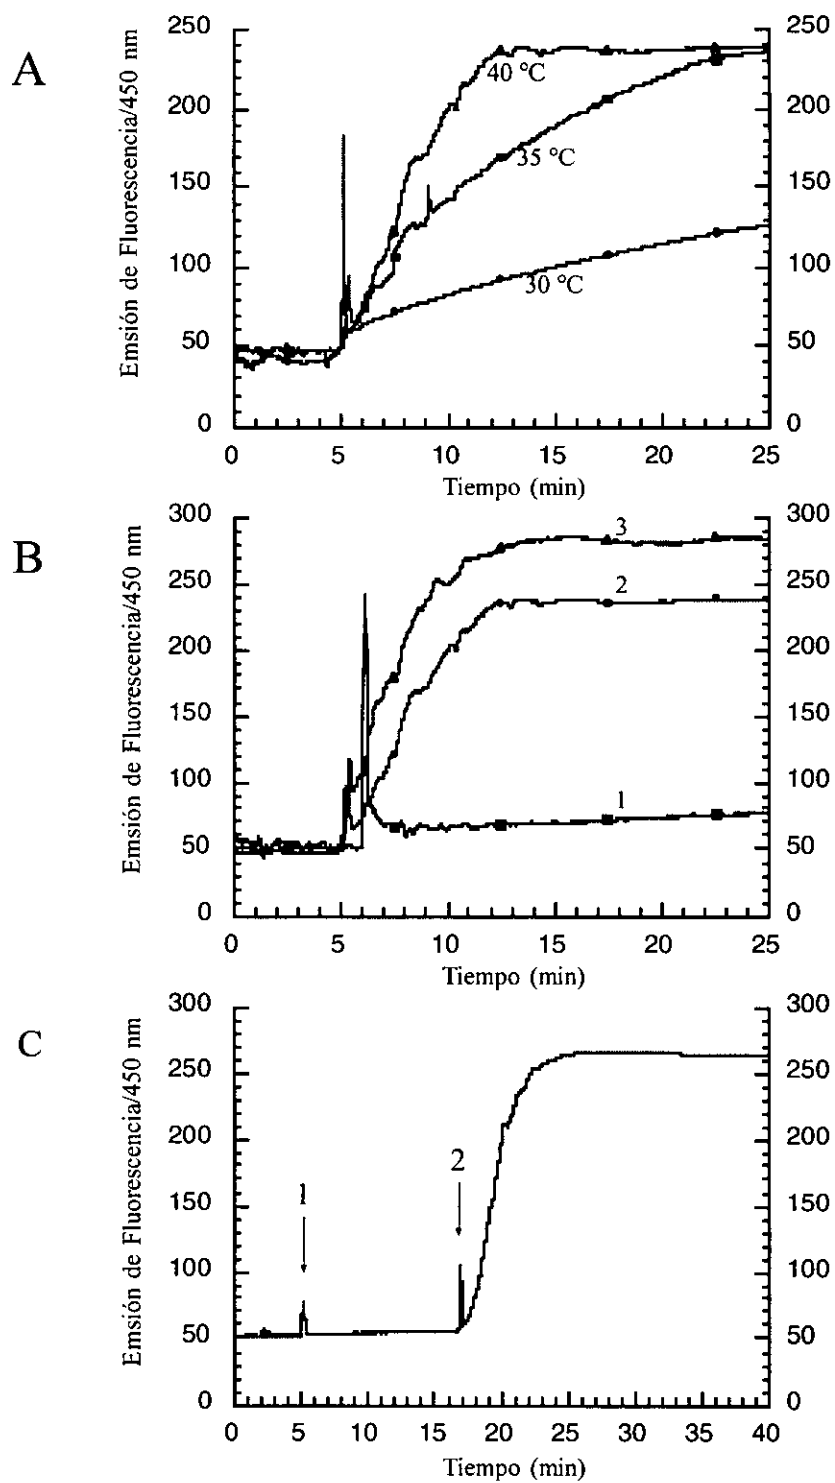 A
Emsión de Fluorescencia/450 nm
250 250
200 200
150 150
100 100
50 50
0 0
40 °C
35 °C
30 °C
0 5 10 15 20 25
Tiempo (min)
B
Emsión de Fluorescencia/450 nm
300 300
250 250
200 200
150 150
100 100
50 50
0 0
3
2
1
0 5 10 15 20 25
Tiempo (min)
C
Emsión de Fluorescencia/450 nm
300 300
250 250
200 200
150 150
100 100
50 50
0 0
1
2
0 5 10 15 20 25 30 35 40
Tiempo (min)